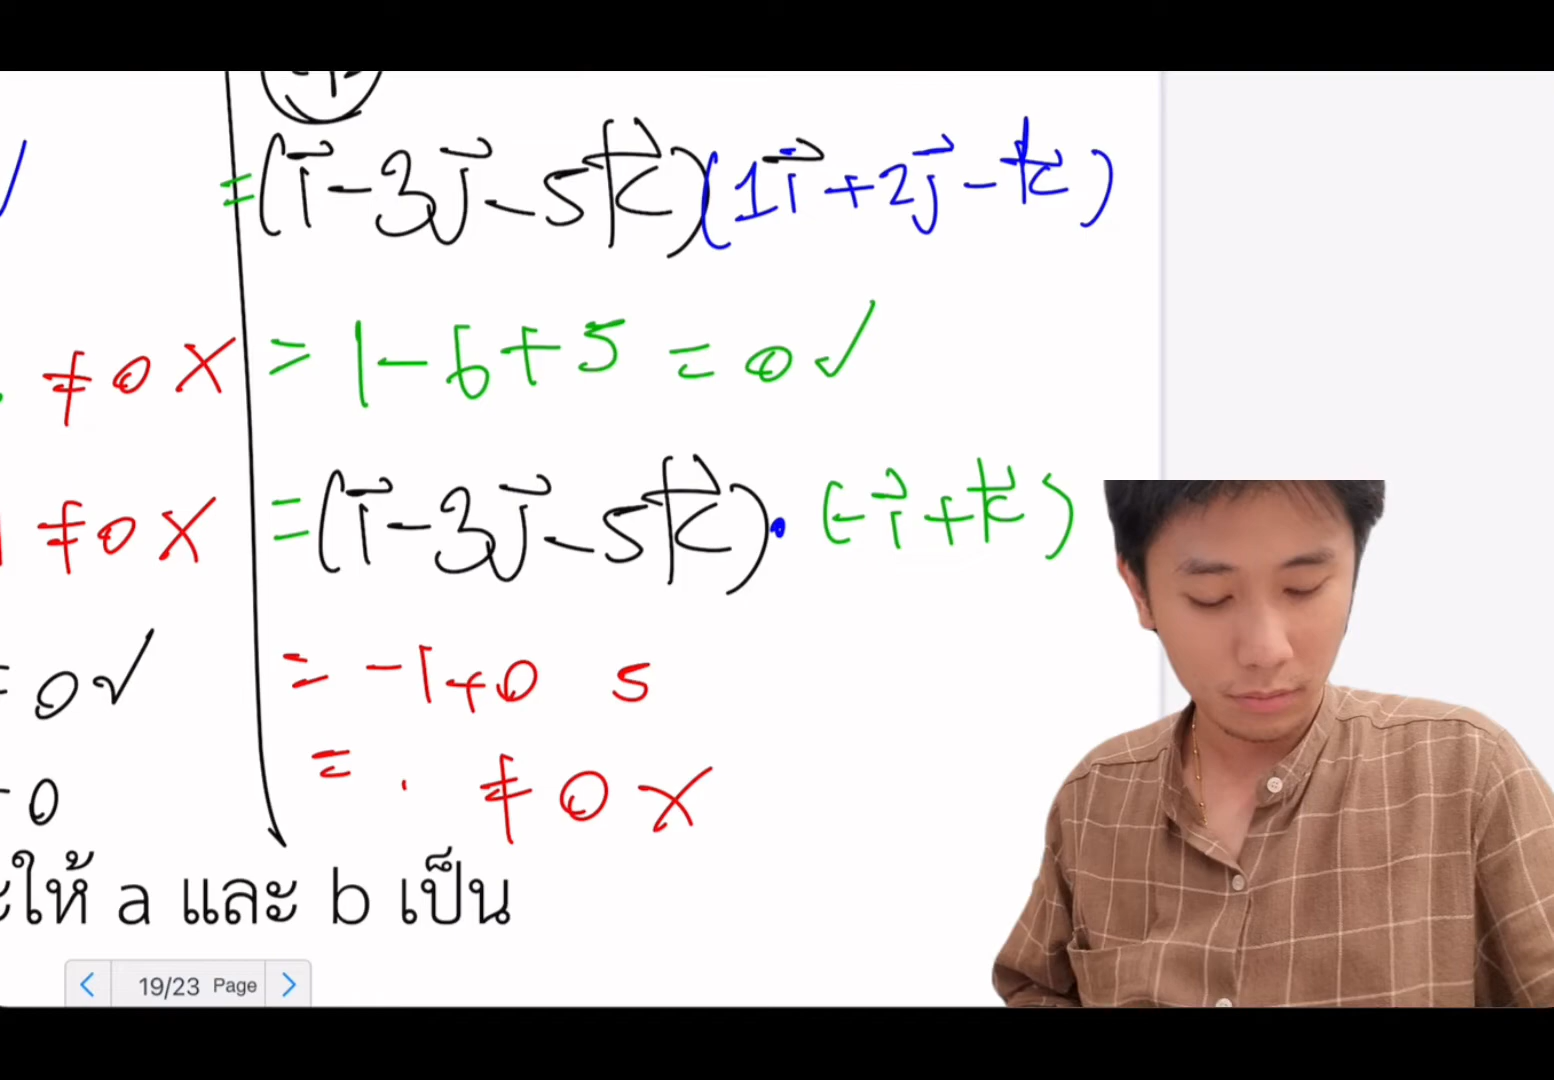 = (i⃗ - 3j⃗ - 5k⃗)(1i⃗ + 2j⃗ - k⃗)
≠ 0 ✗
= 1 - 6 + 5 = 0 ✓
≠ 0 ✗
= (i⃗ - 3j⃗ - 5k⃗) · (-i⃗ + k⃗)
= 0 ✓
= -1 + 0 5
0
= . ≠ 0 ✗
ให้ a และ b เป็น
19/23 Page